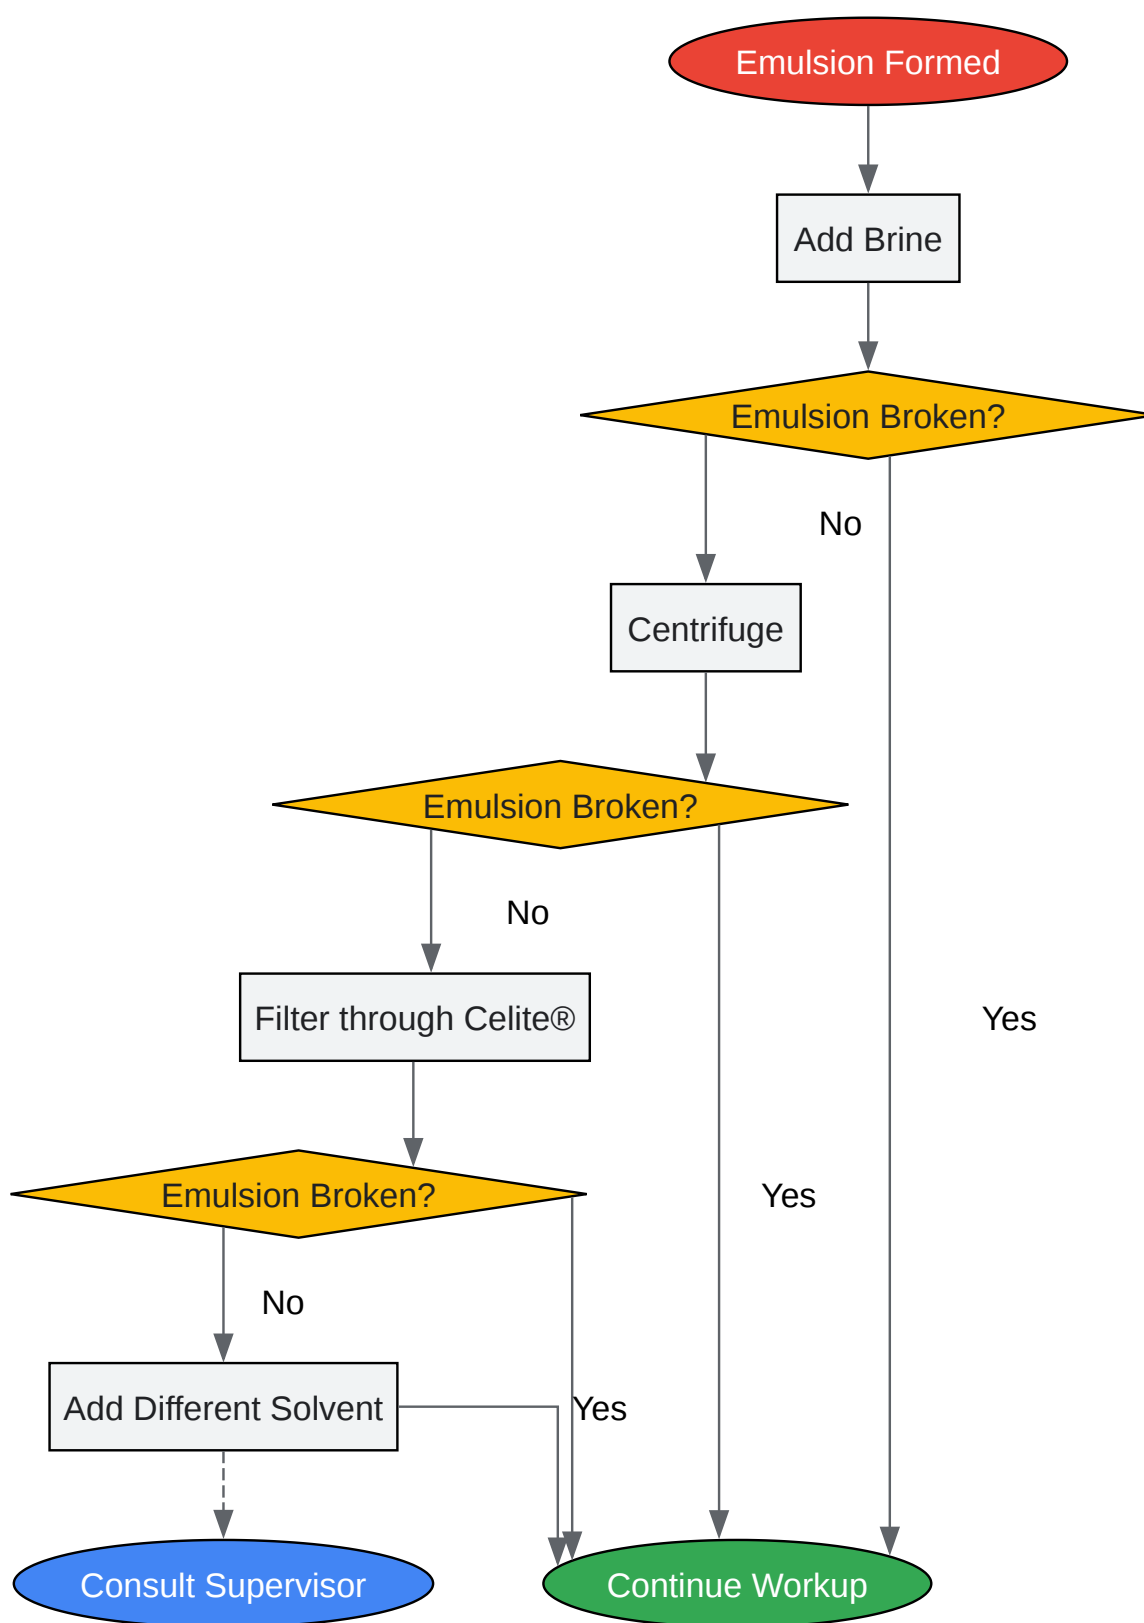 Emulsion Formed
Add Brine
Emulsion Broken?
No
Centrifuge
Emulsion Broken?
No
Filter through Celite®
Yes
Emulsion Broken?
Yes
No
Add Different Solvent
Yes
Consult Supervisor
Continue Workup